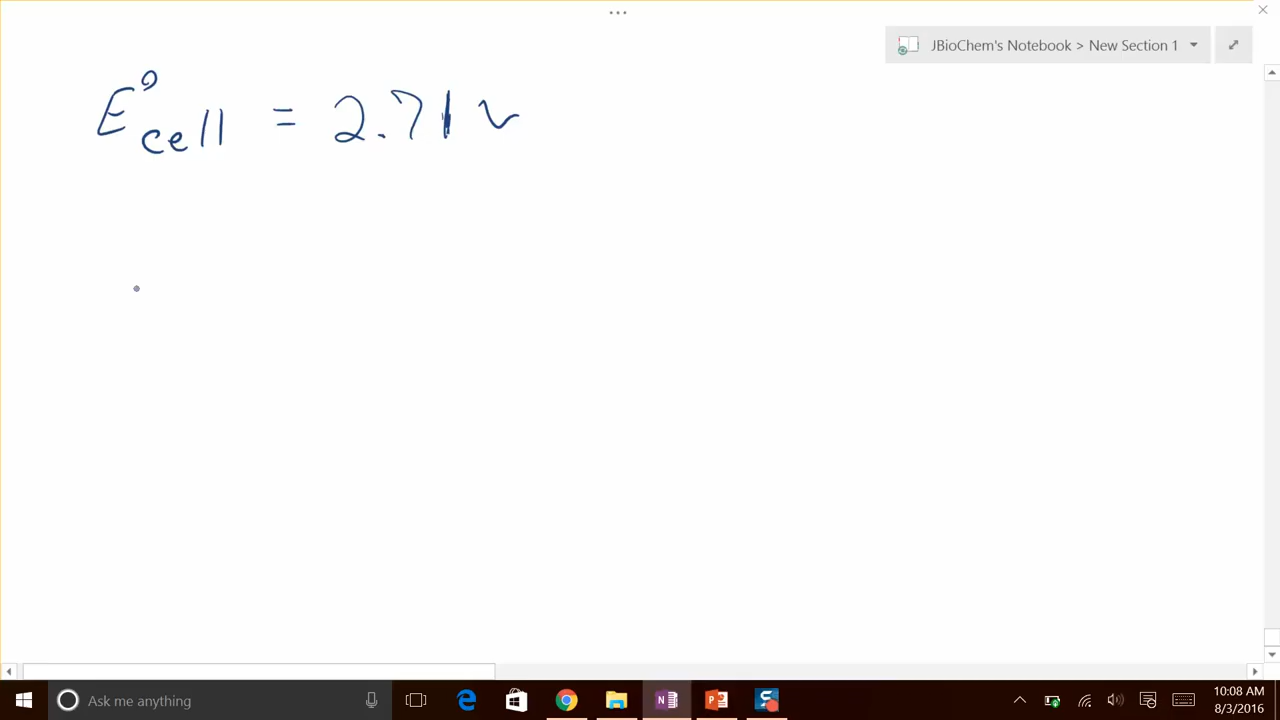 ...
JBioChem's Notebook > New Section 1
E°cell = 2.71 V
Ask me anything
10:08 AM
8/3/2016